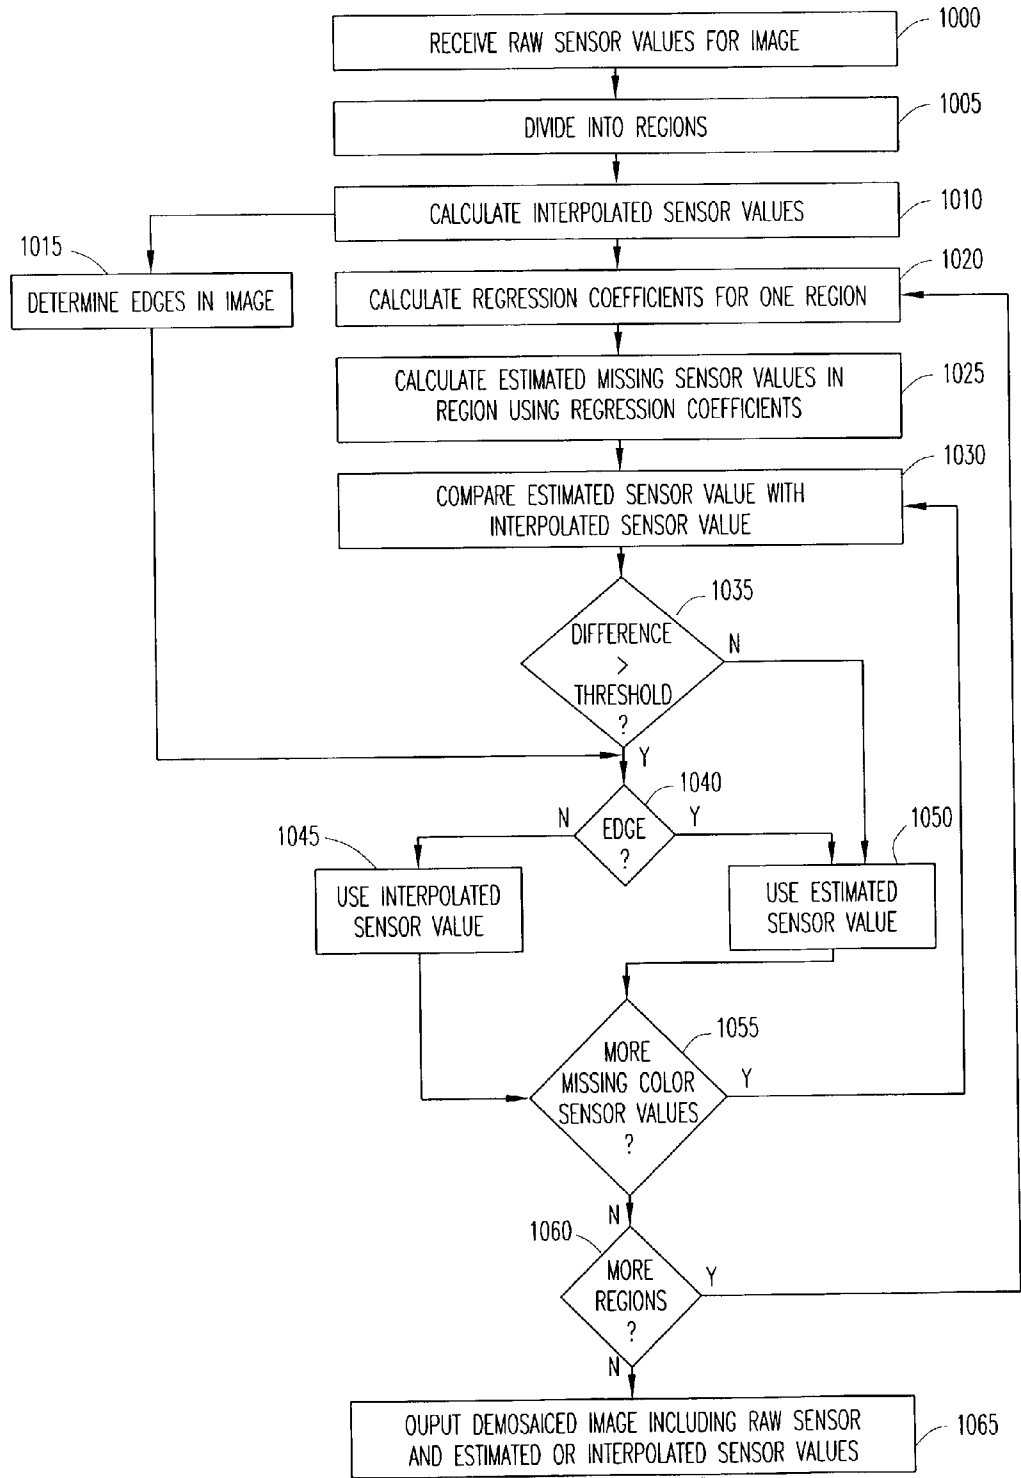 1000
RECEIVE RAW SENSOR VALUES FOR IMAGE
1005
DIVIDE INTO REGIONS
1010
CALCULATE INTERPOLATED SENSOR VALUES
1015
DETERMINE EDGES IN IMAGE
1020
CALCULATE REGRESSION COEFFICIENTS FOR ONE REGION
1025
CALCULATE ESTIMATED MISSING SENSOR VALUES IN
REGION USING REGRESSION COEFFICIENTS
1030
COMPARE ESTIMATED SENSOR VALUE WITH
INTERPOLATED SENSOR VALUE
1035
DIFFERENCE
>
THRESHOLD
?
N
Y
1040
EDGE
?
N
Y
1045
USE INTERPOLATED
SENSOR VALUE
1050
USE ESTIMATED
SENSOR VALUE
1055
MORE
MISSING COLOR
SENSOR VALUES
?
Y
N
1060
MORE
REGIONS
?
Y
N
OUPUT DEMOSAICED IMAGE INCLUDING RAW SENSOR
AND ESTIMATED OR INTERPOLATED SENSOR VALUES
1065